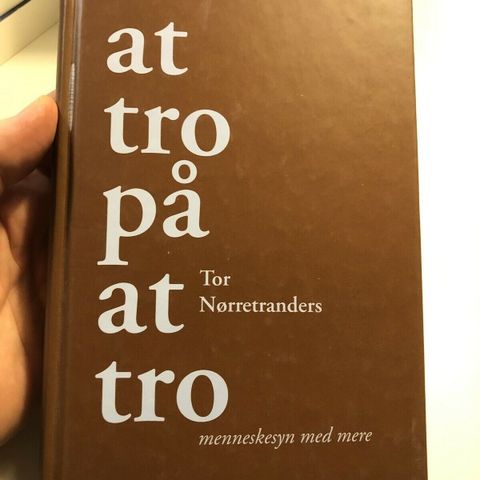 at
tro
på
at
Tor
Nørretranders
tro
menneskesyn med mere